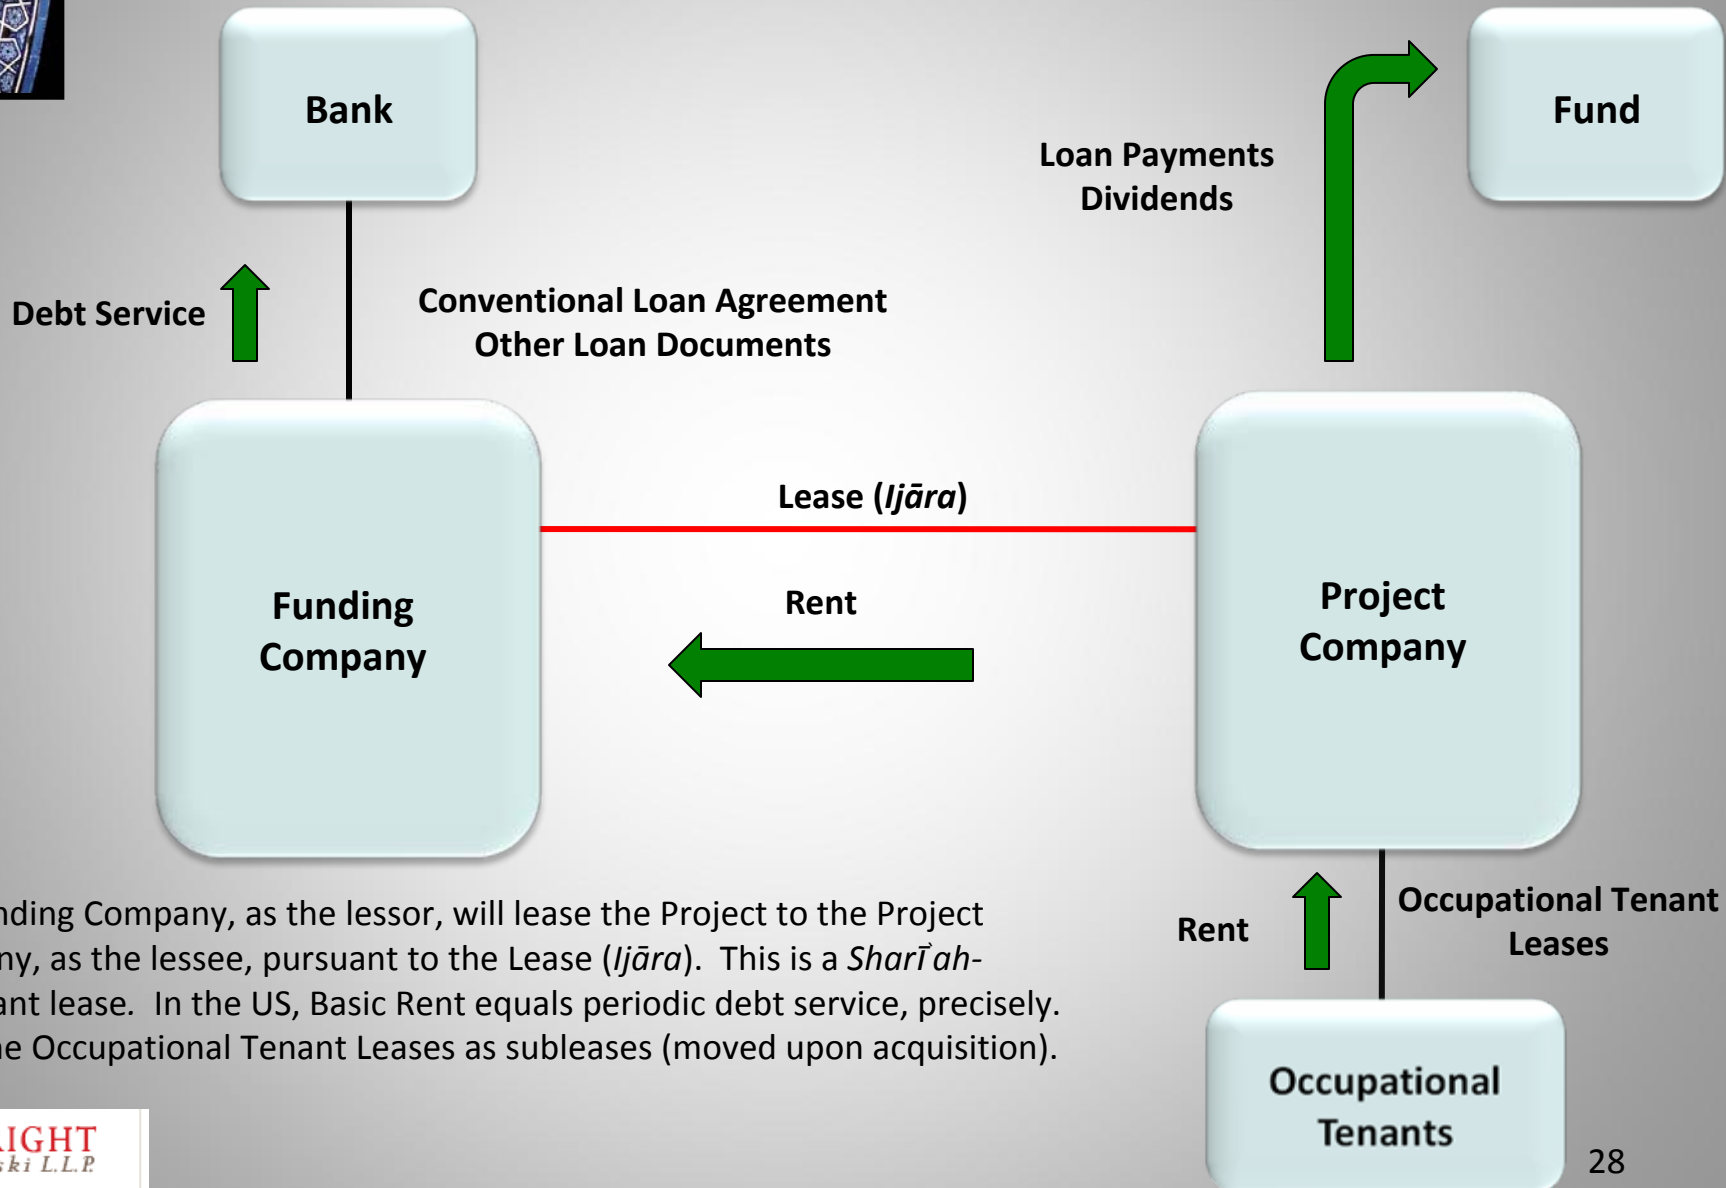 Bank
Fund
Loan Payments
Dividends
Debt Service
Conventional Loan Agreement
Other Loan Documents
Lease (Ijāra)
Funding
Company
Rent
Project
Company
nding Company, as the lessor, will lease the Project to the Project
ny, as the lessee, pursuant to the Lease (Ijāra). This is a Sharī`ah-
ant lease. In the US, Basic Rent equals periodic debt service, precisely.
ne Occupational Tenant Leases as subleases (moved upon acquisition).
Rent
Occupational Tenant
Leases
Occupational
Tenants
IGHT
ski L.L.P.
28